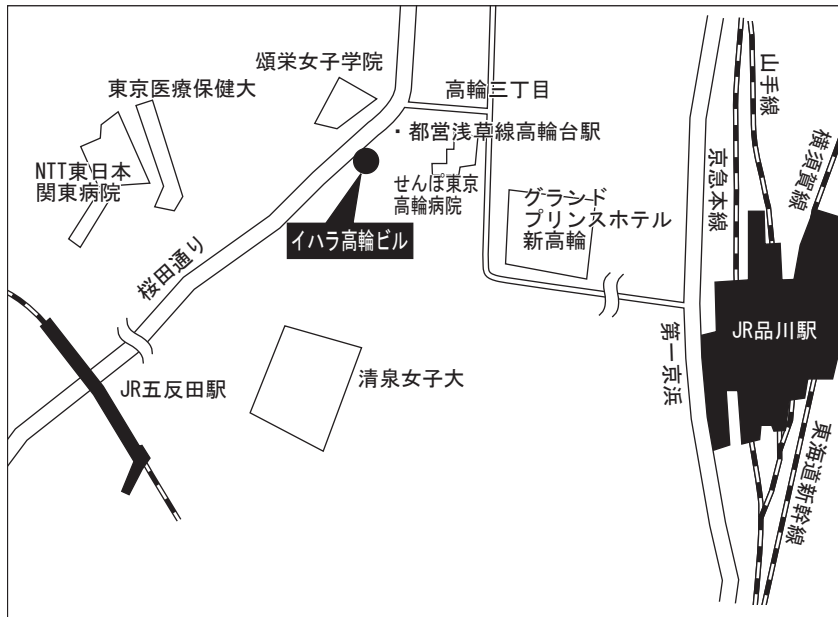 頌栄女子学院
東京医療保健大
高輪三丁目
・都営浅草線高輪台駅
NTT東日本
関東病院
せんぽ東京
高輪病院
グランド
プリンスホテル
新高輪
イハラ高輪ビル
桜田通り
山手線
京急本線
横須賀線
JR品川駅
第一京浜
JR五反田駅
清泉女子大
東海道新幹線